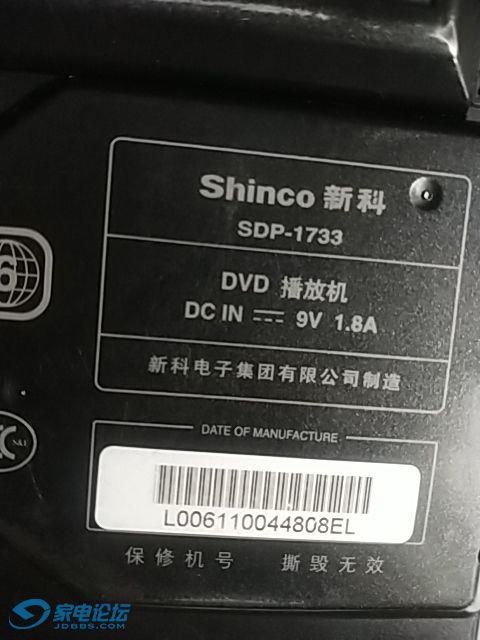 Shinco 新科
SDP-1733
DVD 播放机
DC IN 9V 1.8A
新科电子集团有限公司制造
6
DATE OF MANUFACTURE
S&E
L006110044808EL
保修机号 撕毁无效
家电论坛
JDBBS.COM